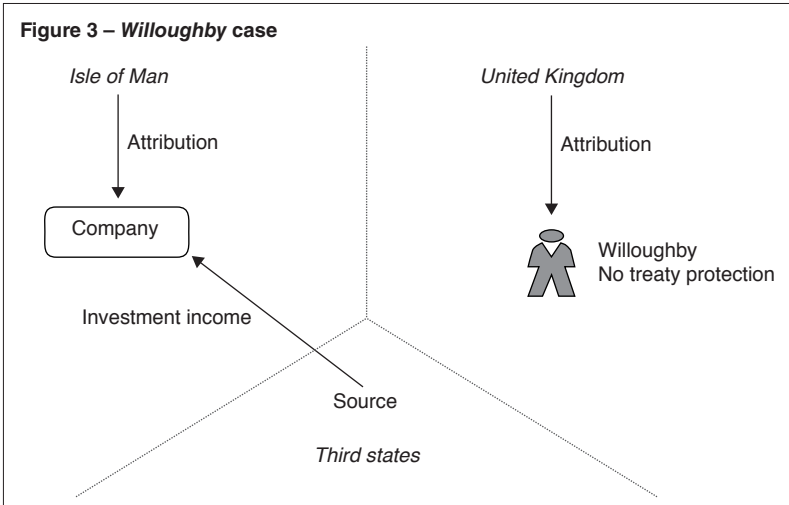 Figure 3 – Willoughby case
Isle of Man
United Kingdom
Attribution
Attribution
Company
Willoughby
No treaty protection
Investment income
Source
Third states